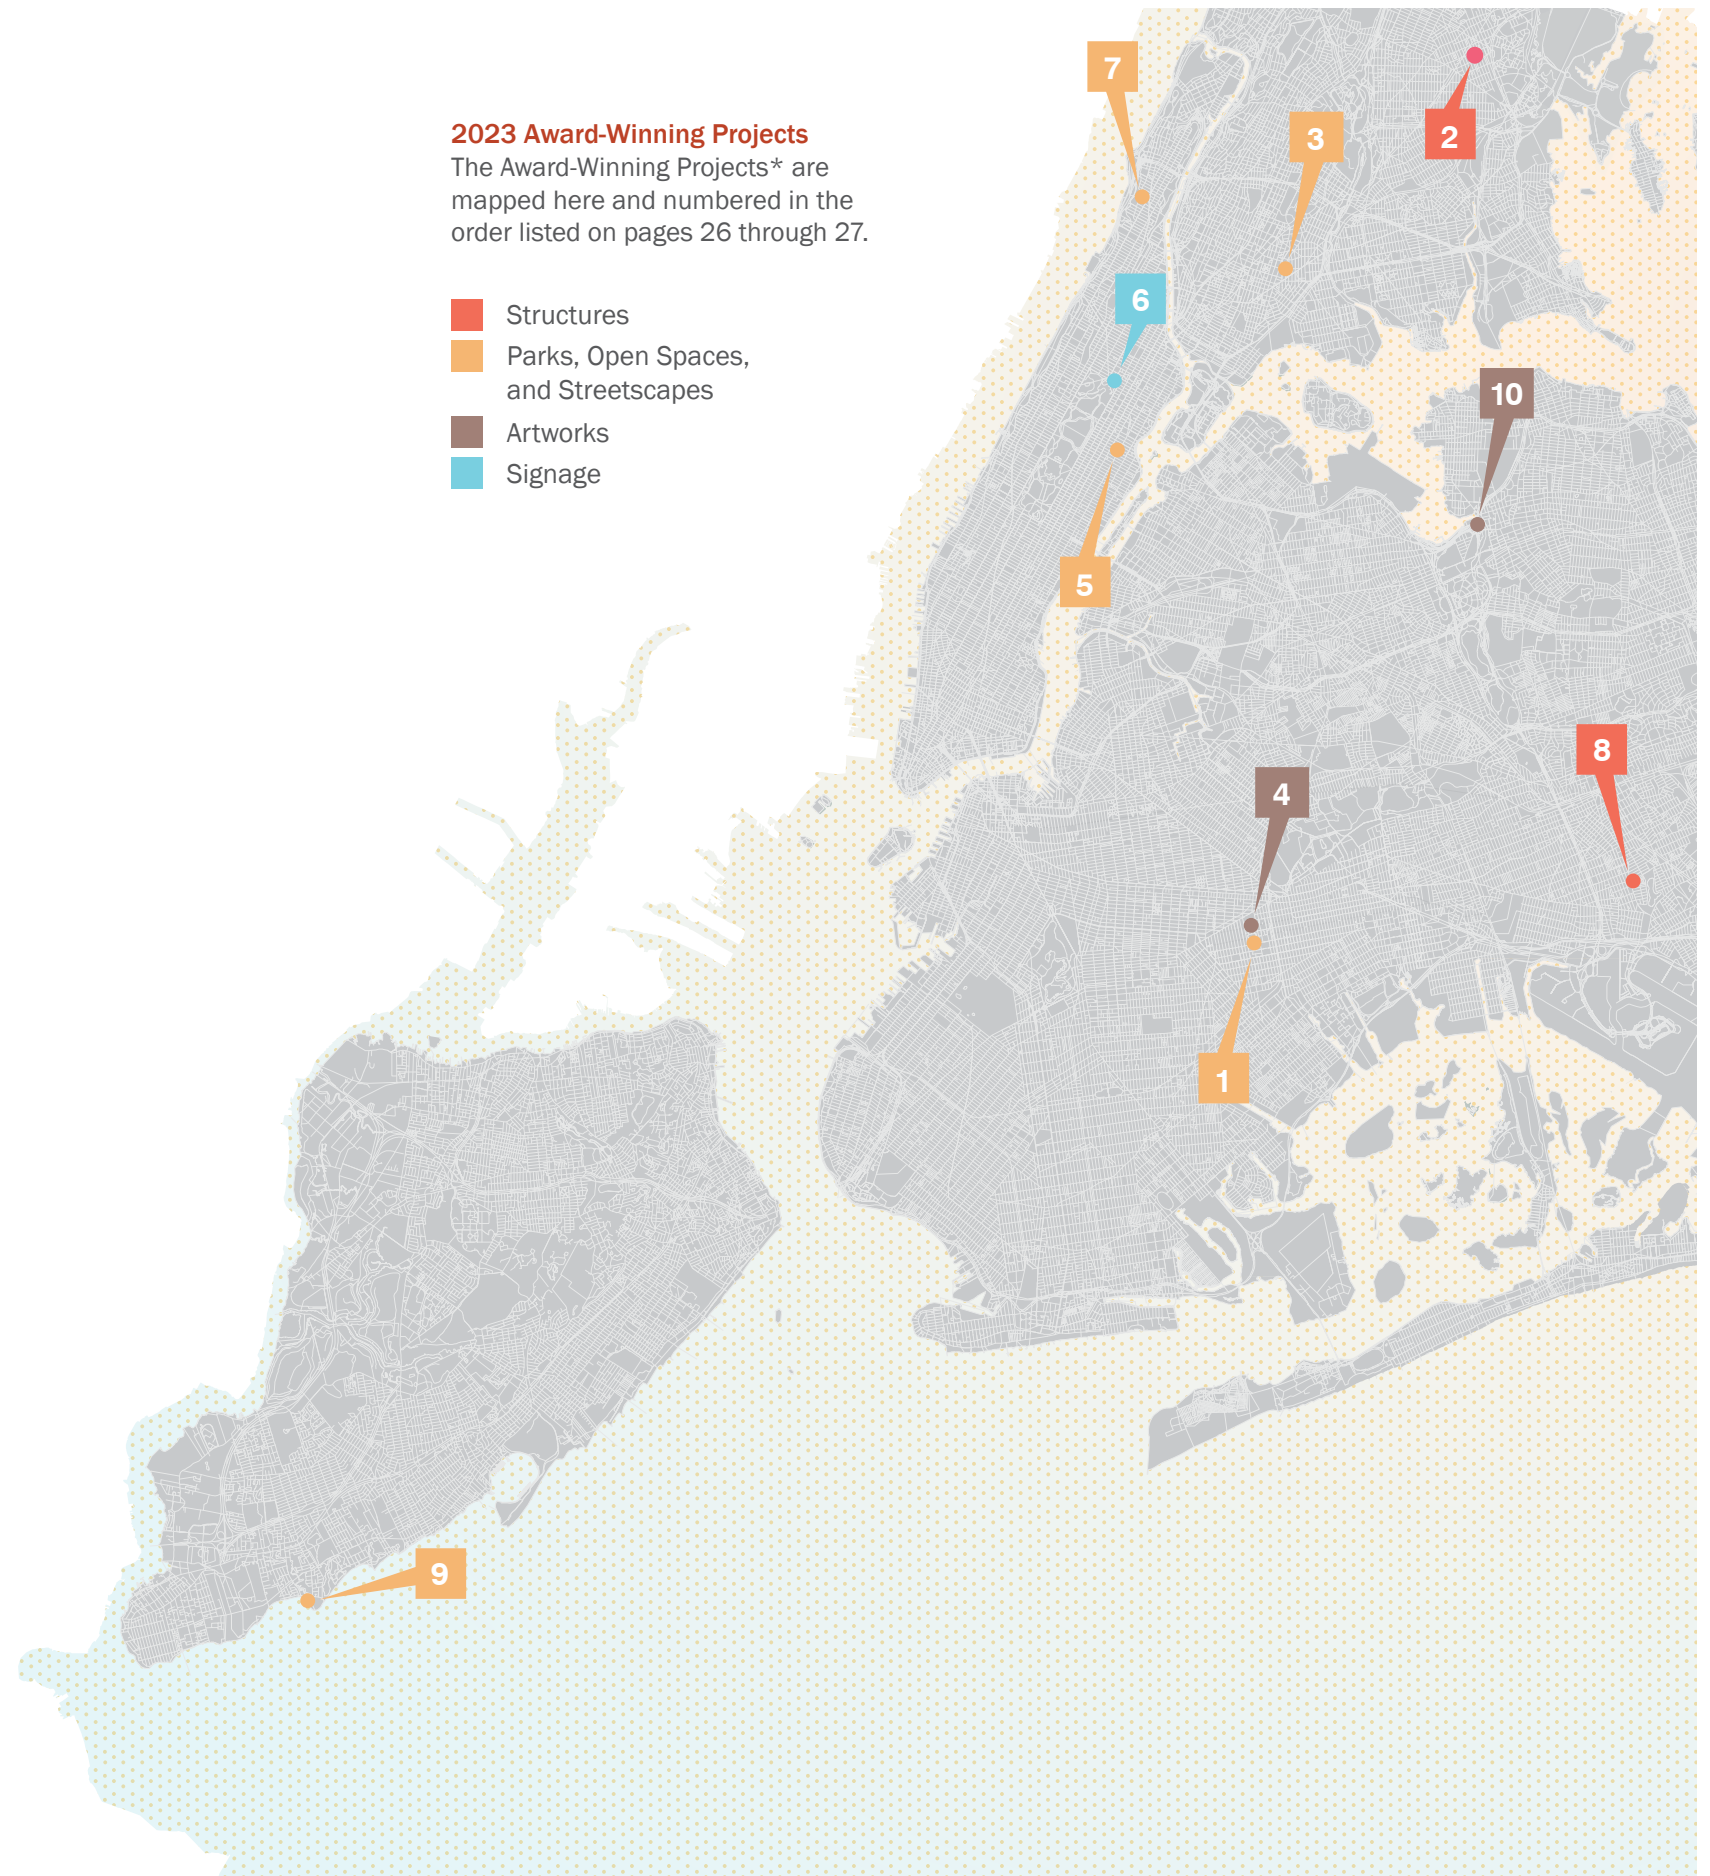 2023 Award-Winning Projects
The Award-Winning Projects* are
mapped here and numbered in the
order listed on pages 26 through 27.
Structures
Parks, Open Spaces,
and Streetscapes
Artworks
Signage
7
2
3
6
10
5
8
4
1
9